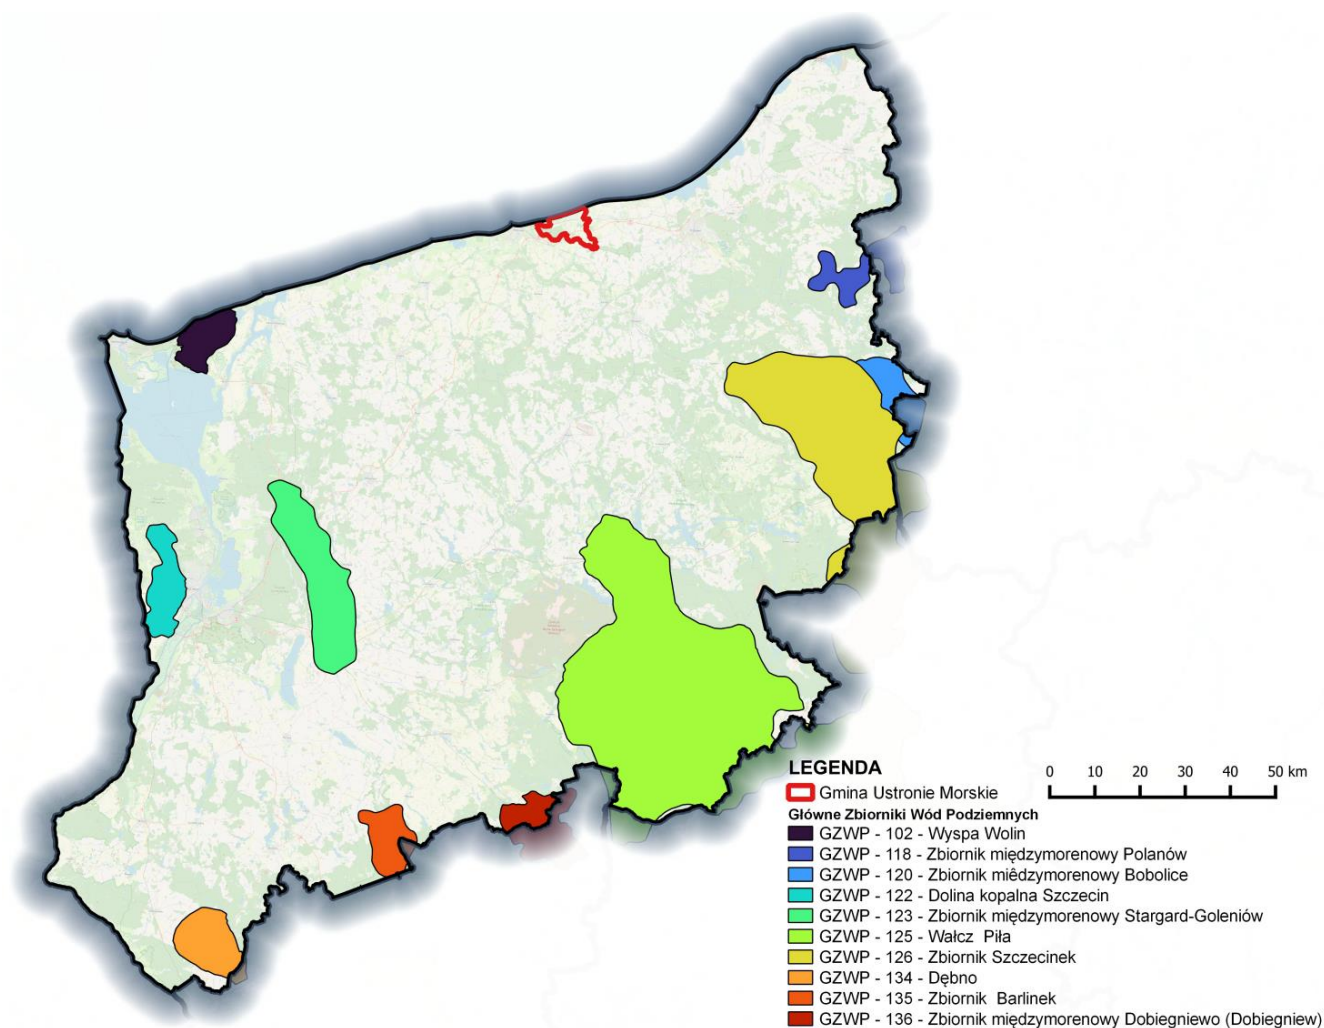 LEGENDA
Gmina Ustronie Morskie
Główne Zbiorniki Wód Podziemnych
GZWP - 102 - Wyspa Wolin
GZWP - 118 - Zbiornik międzymorenowy Polanów
GZWP - 120 - Zbiornik miêdzymorenowy Bobolice
GZWP - 122 - Dolina kopalna Szczecin
GZWP - 123 - Zbiornik międzymorenowy Stargard-Goleniów
GZWP - 125 - Wałcz Piła
GZWP - 126 - Zbiornik Szczecinek
GZWP - 134 - Dębno
GZWP - 135 - Zbiornik Barlinek
GZWP - 136 - Zbiornik międzymorenowy Dobiegniewo (Dobiegniew)
0 10 20 30 40 50 km